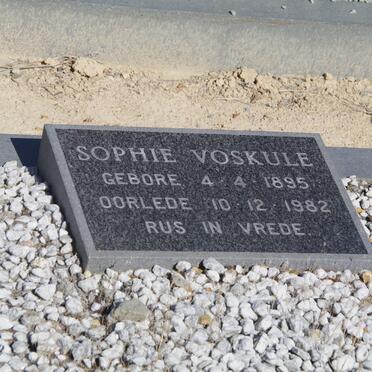 SOPHIE VOSKULE
GEBORE 4·4·1895
OORLEDE 10·12·1982
RUS IN VREDE